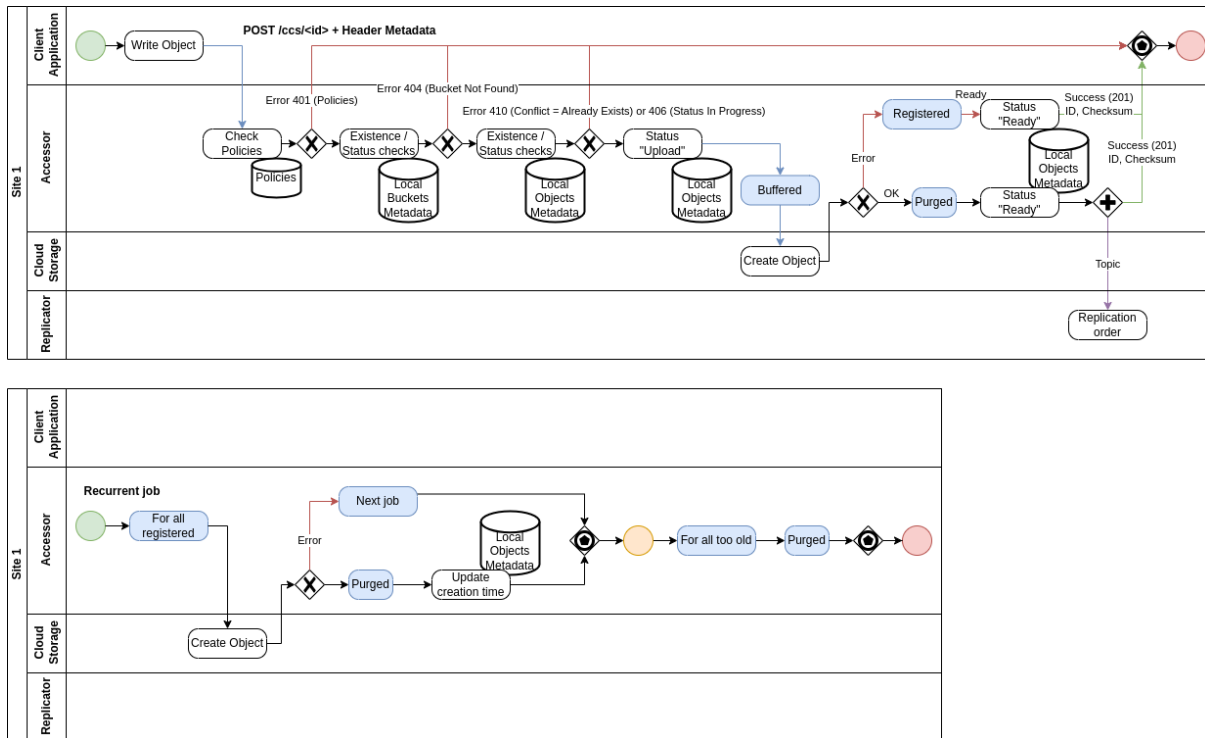 Site 1
Client
Application
Write Object
POST /ccs/<id> + Header Metadata
Accessor
Error 401 (Policies)
Error 404 (Bucket Not Found)
Error 410 (Conflict = Already Exists) or 406 (Status In Progress)
Check
Policies
Policies
Existence /
Status checks
Local
Buckets
Metadata
Existence /
Status checks
Local
Objects
Metadata
Status
"Upload"
Local
Objects
Metadata
Buffered
Error
Registered
Ready
Status
"Ready"
Success (201)
ID, Checksum
Local
Objects
Metadata
OK
Purged
Status
"Ready"
Success (201)
ID, Checksum
Cloud
Storage
Create Object
Topic
Replicator
Replication
order
Site 1
Client
Application
Accessor
Recurrent job
For all
registered
Error
Next job
Local
Objects
Metadata
Purged
Update
creation time
For all too old
Purged
Cloud
Storage
Create Object
Replicator